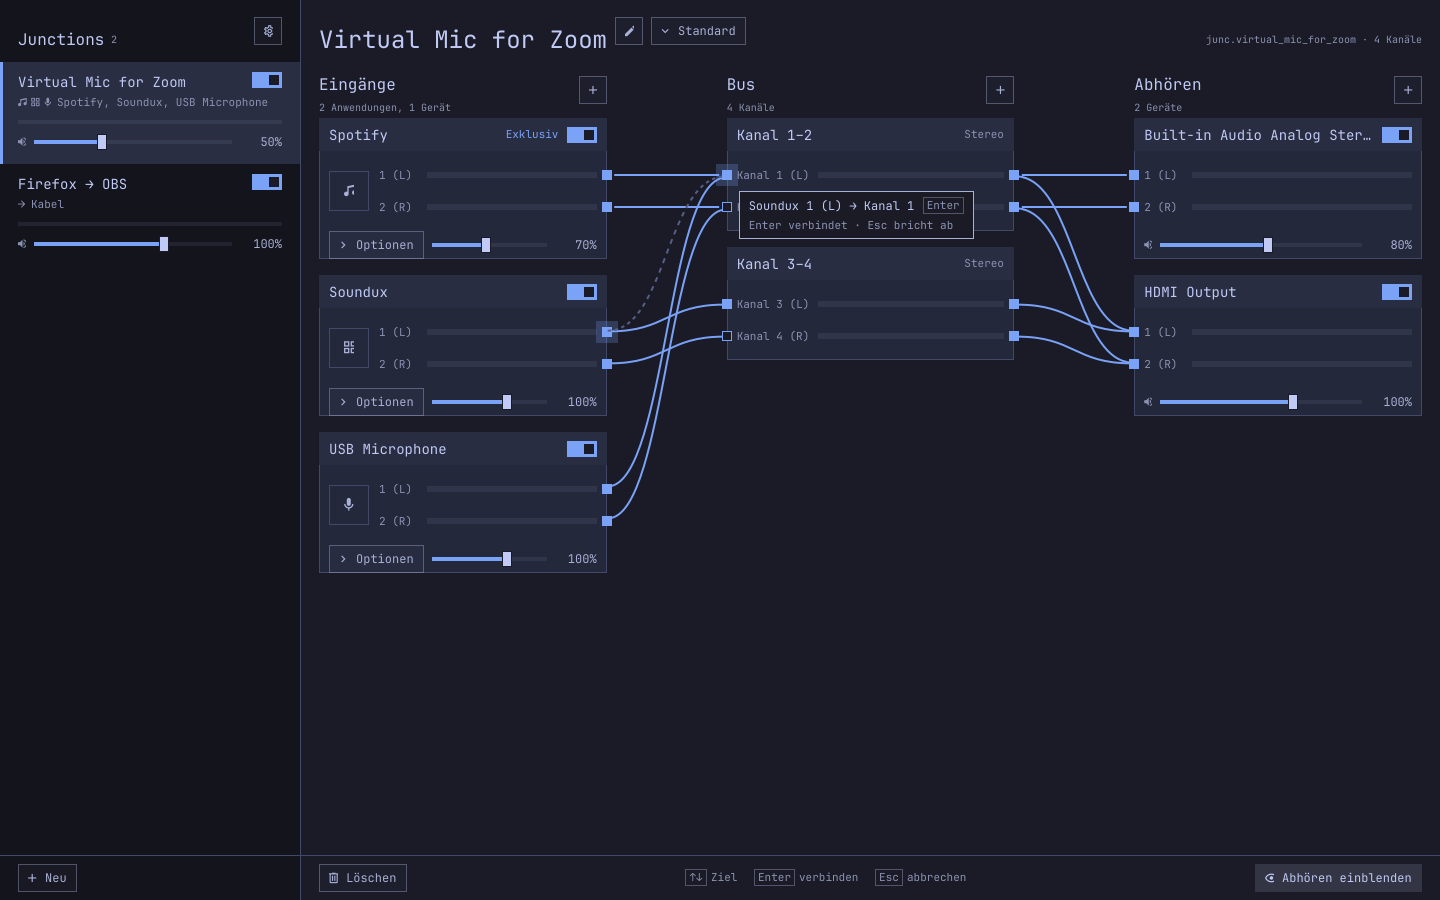 Junctions 2
Virtual Mic for Zoom
Spotify, Soundux, USB Microphone
50%
Firefox → OBS
→ Kabel
100%
+ Neu
Virtual Mic for Zoom
Standard
junc.virtual_mic_for_zoom · 4 Kanäle
Eingänge
2 Anwendungen, 1 Gerät
Spotify Exklusiv
1 (L)
2 (R)
Optionen 70%
Soundux
1 (L)
2 (R)
Optionen 100%
USB Microphone
1 (L)
2 (R)
Optionen 100%
Bus
4 Kanäle
Kanal 1–2 Stereo
Kanal 1 (L)
Soundux 1 (L) → Kanal 1 Enter
Enter verbindet · Esc bricht ab
Kanal 3–4 Stereo
Kanal 3 (L)
Kanal 4 (R)
Abhören
2 Geräte
Built-in Audio Analog Ster…
1 (L)
2 (R)
80%
HDMI Output
1 (L)
2 (R)
100%
Löschen
↑↓ Ziel Enter verbinden Esc abbrechen
Abhören einblenden